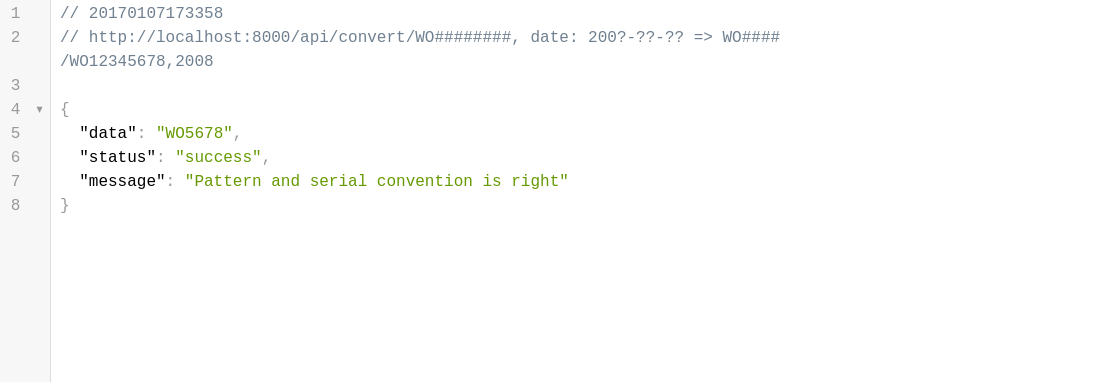 1 // 20170107173358
2 // http://localhost:8000/api/convert/WO########, date: 200?-??-?? => WO####
/WO12345678,2008
3
4 ▼ {
5 "data": "WO5678",
6 "status": "success",
7 "message": "Pattern and serial convention is right"
8 }